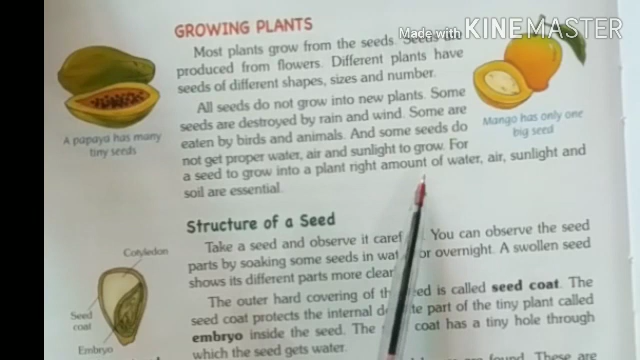 GROWING PLANTS
Made with KINEMASTER
Most plants grow from the seeds. Seeds
produced from flowers. Different plants have
seeds of different shapes, sizes and number.
All seeds do not grow into new plants. Some
seeds are destroyed by rain and wind. Some are
eaten by birds and animals. And some seeds do
not get proper water, air and sunlight to grow. For
a seed to grow into a plant right amount of water, air, sunlight and
soil are essential.
A papaya has many
tiny seeds
Mango has only one
big seed
Structure of a Seed
Take a seed and observe it You can observe the seed
parts by soaking some seeds in overnight. A swollen seed
shows its different parts more
The outer hard covering of is called seed coat. The
seed coat protects the internal part of the tiny plant called
embryo inside the seed. The coat has a tiny hole through
which the seed gets water.
are found. These are
Cotyledon
Seed
coat
Embryo